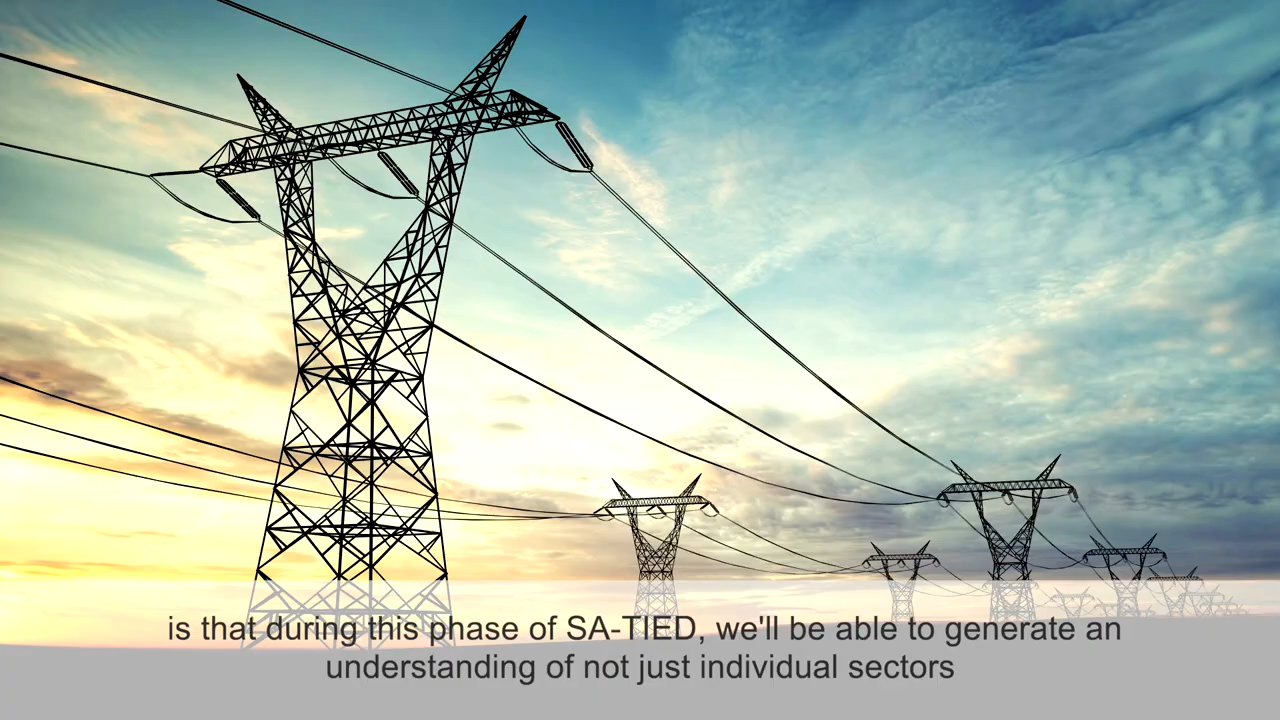 is that during this phase of SA-TIED, we'll be able to generate an
understanding of not just individual sectors